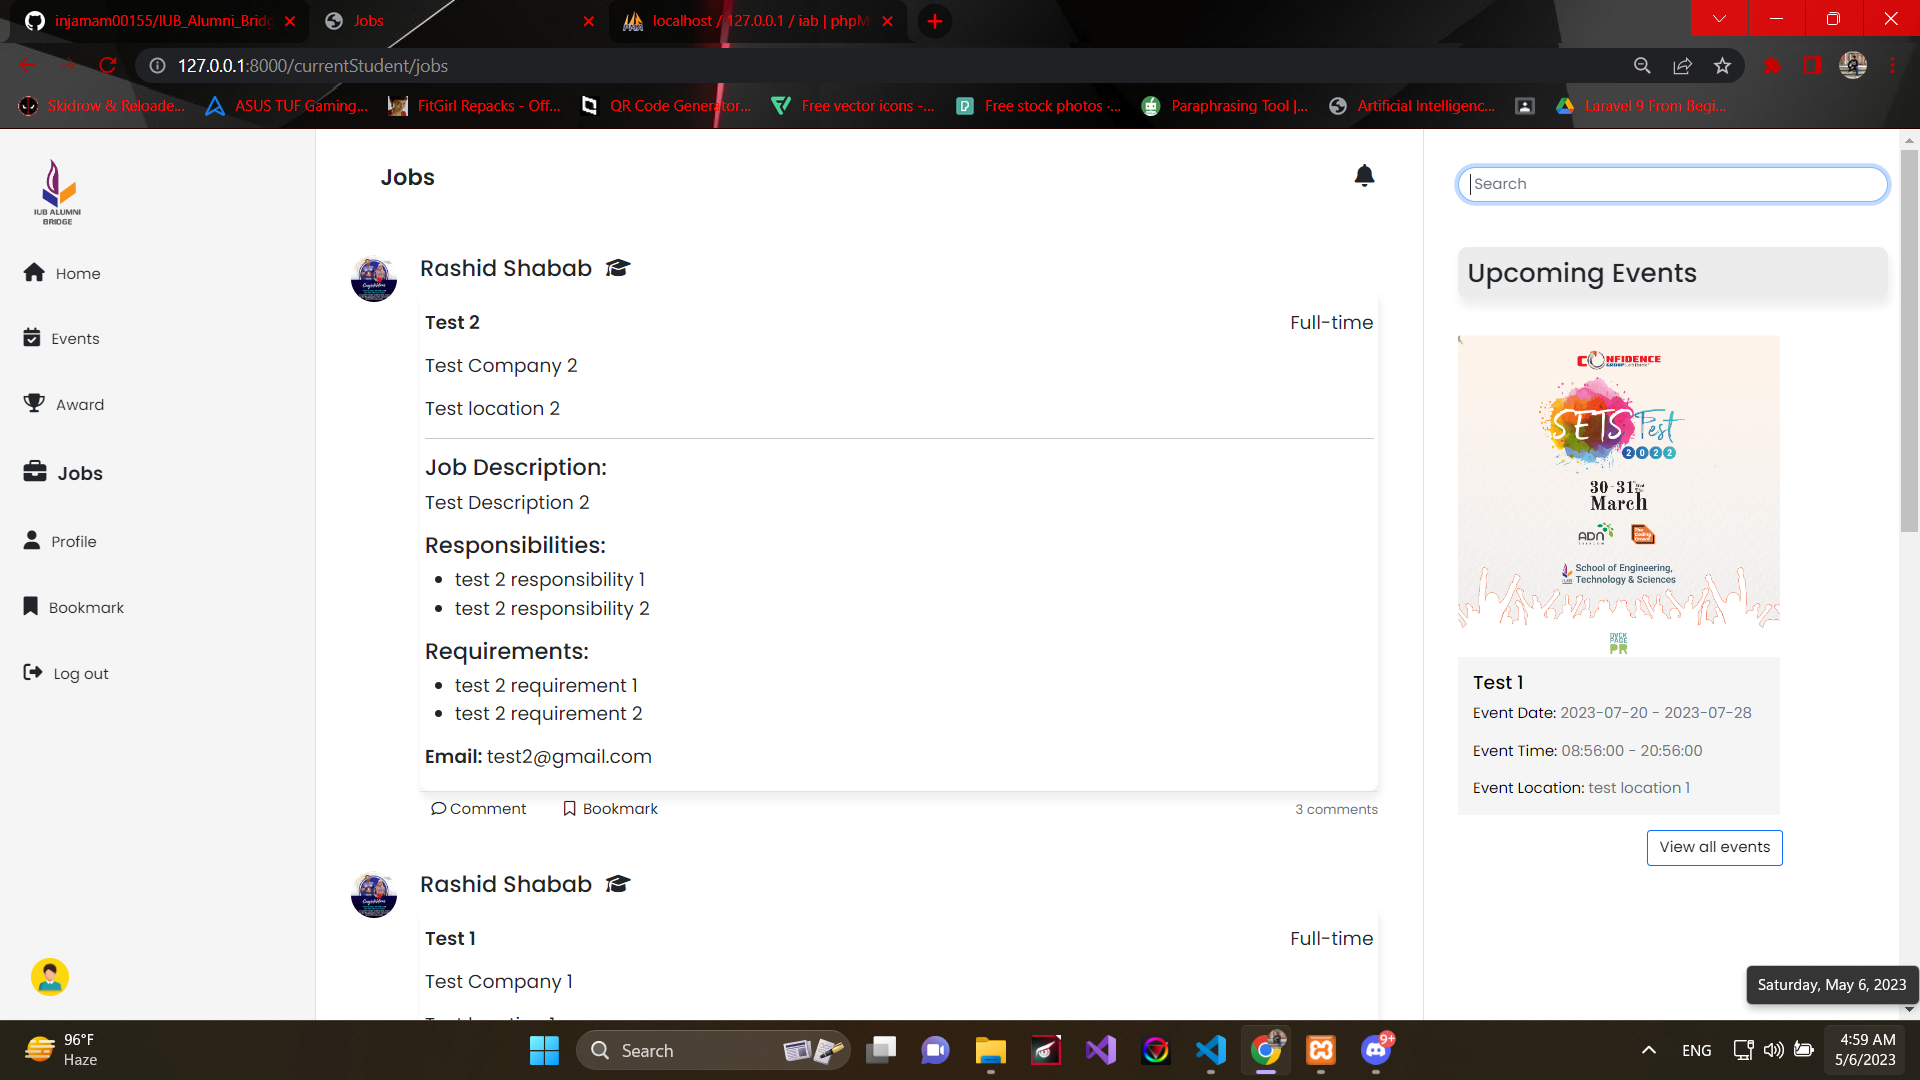 injamam00155/IUB_Alumni_Bridg
Jobs
localhost / 127.0.0.1 / iab | phpM
127.0.0.1:8000/currentStudent/jobs
Skidrow & Reloade...
ASUS TUF Gaming...
FitGirl Repacks - Off...
QR Code Generator...
Free vector icons -...
Free stock photos ·...
Paraphrasing Tool |...
Artificial Intelligenc...
Laravel 9 From Begi...
IUB ALUMNI
BRIDGE
Home
Events
Award
Jobs
Profile
Bookmark
Log out
Jobs
Rashid Shabab
Test 2
Full-time
Test Company 2
Test location 2
Job Description:
Test Description 2
Responsibilities:
test 2 responsibility 1
test 2 responsibility 2
Requirements:
test 2 requirement 1
test 2 requirement 2
Email: test2@gmail.com
Comment
Bookmark
3 comments
Rashid Shabab
Test 1
Full-time
Test Company 1
Search
Upcoming Events
CONFIDENCE
GROUP
SETS Fest
2022
30-31
March
ADN
School of Engineering,
Technology & Sciences
PR
Test 1
Event Date: 2023-07-20 - 2023-07-28
Event Time: 08:56:00 - 20:56:00
Event Location: test location 1
View all events
Saturday, May 6, 2023
96°F
Haze
Search
9+
ENG
4:59 AM
5/6/2023